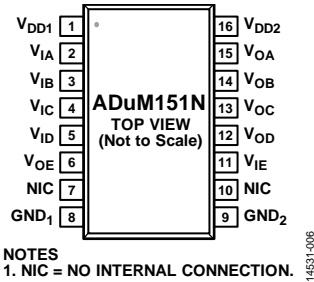 VDD1 1 16 VDD2
VIA 2 15 VOA
VIB 3 14 VOB
VIC 4 13 VOC
VID 5 12 VOD
VOE 6 11 VIE
NIC 7 10 NIC
GND1 8 9 GND2
ADuM151N
TOP VIEW
(Not to Scale)
NOTES
1. NIC = NO INTERNAL CONNECTION.
14531-006